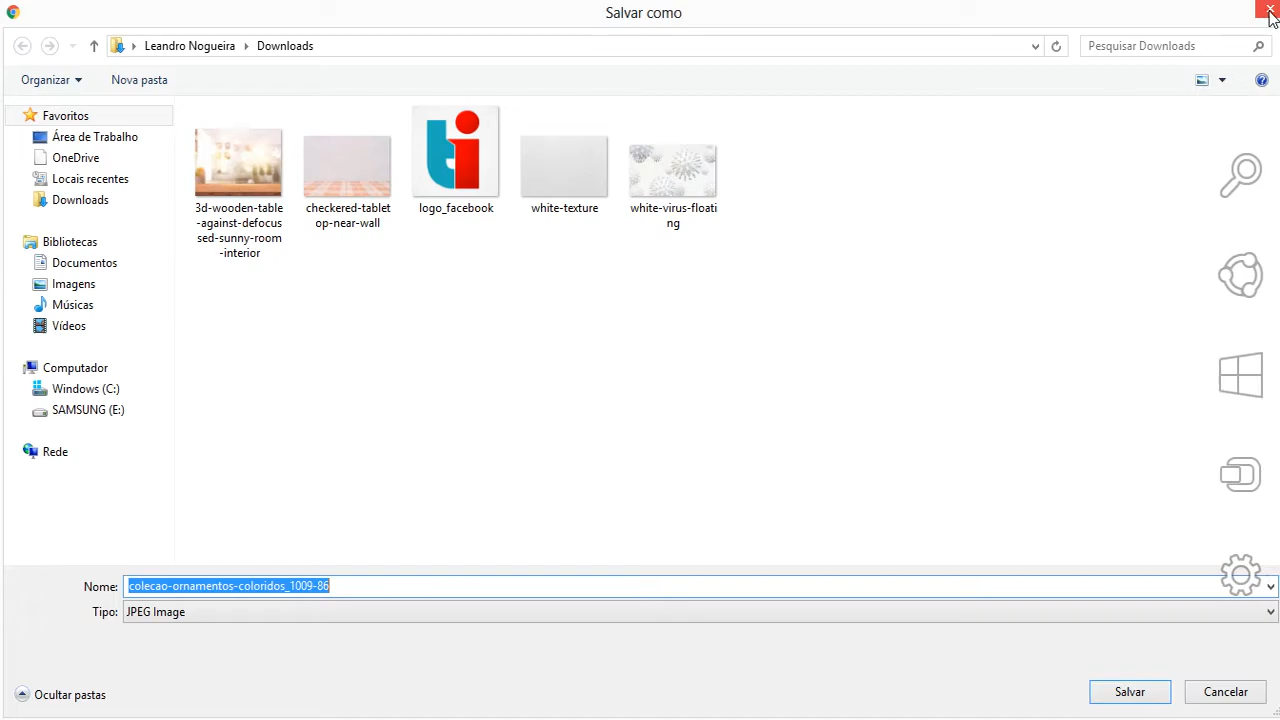 Salvar como
Leandro Nogueira
Downloads
Pesquisar Downloads
Organizar
Nova pasta
Favoritos
Área de Trabalho
OneDrive
Locais recentes
Downloads
Bibliotecas
Documentos
Imagens
Músicas
Vídeos
Computador
Windows (C:)
SAMSUNG (E:)
Rede
3d-wooden-table
-against-defocus
sed-sunny-room
-interior
checkered-tablet
op-near-wall
ti
logo_facebook
white-texture
white-virus-floati
ng
Nome:
colecao-ornamentos-coloridos_1009-86
Tipo:
JPEG Image
Ocultar pastas
Salvar
Cancelar